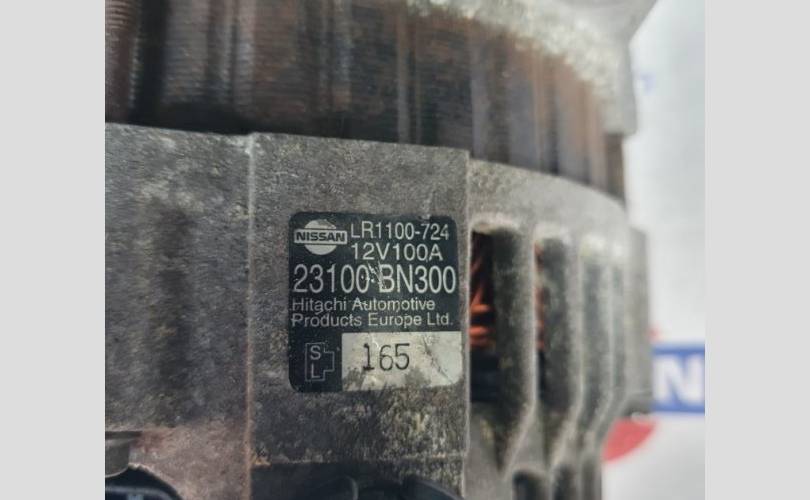 NISSAN LR1100-724
12V100A
23100-BN300
Hitachi Automotive
Products Europe Ltd.
S
L
165
N